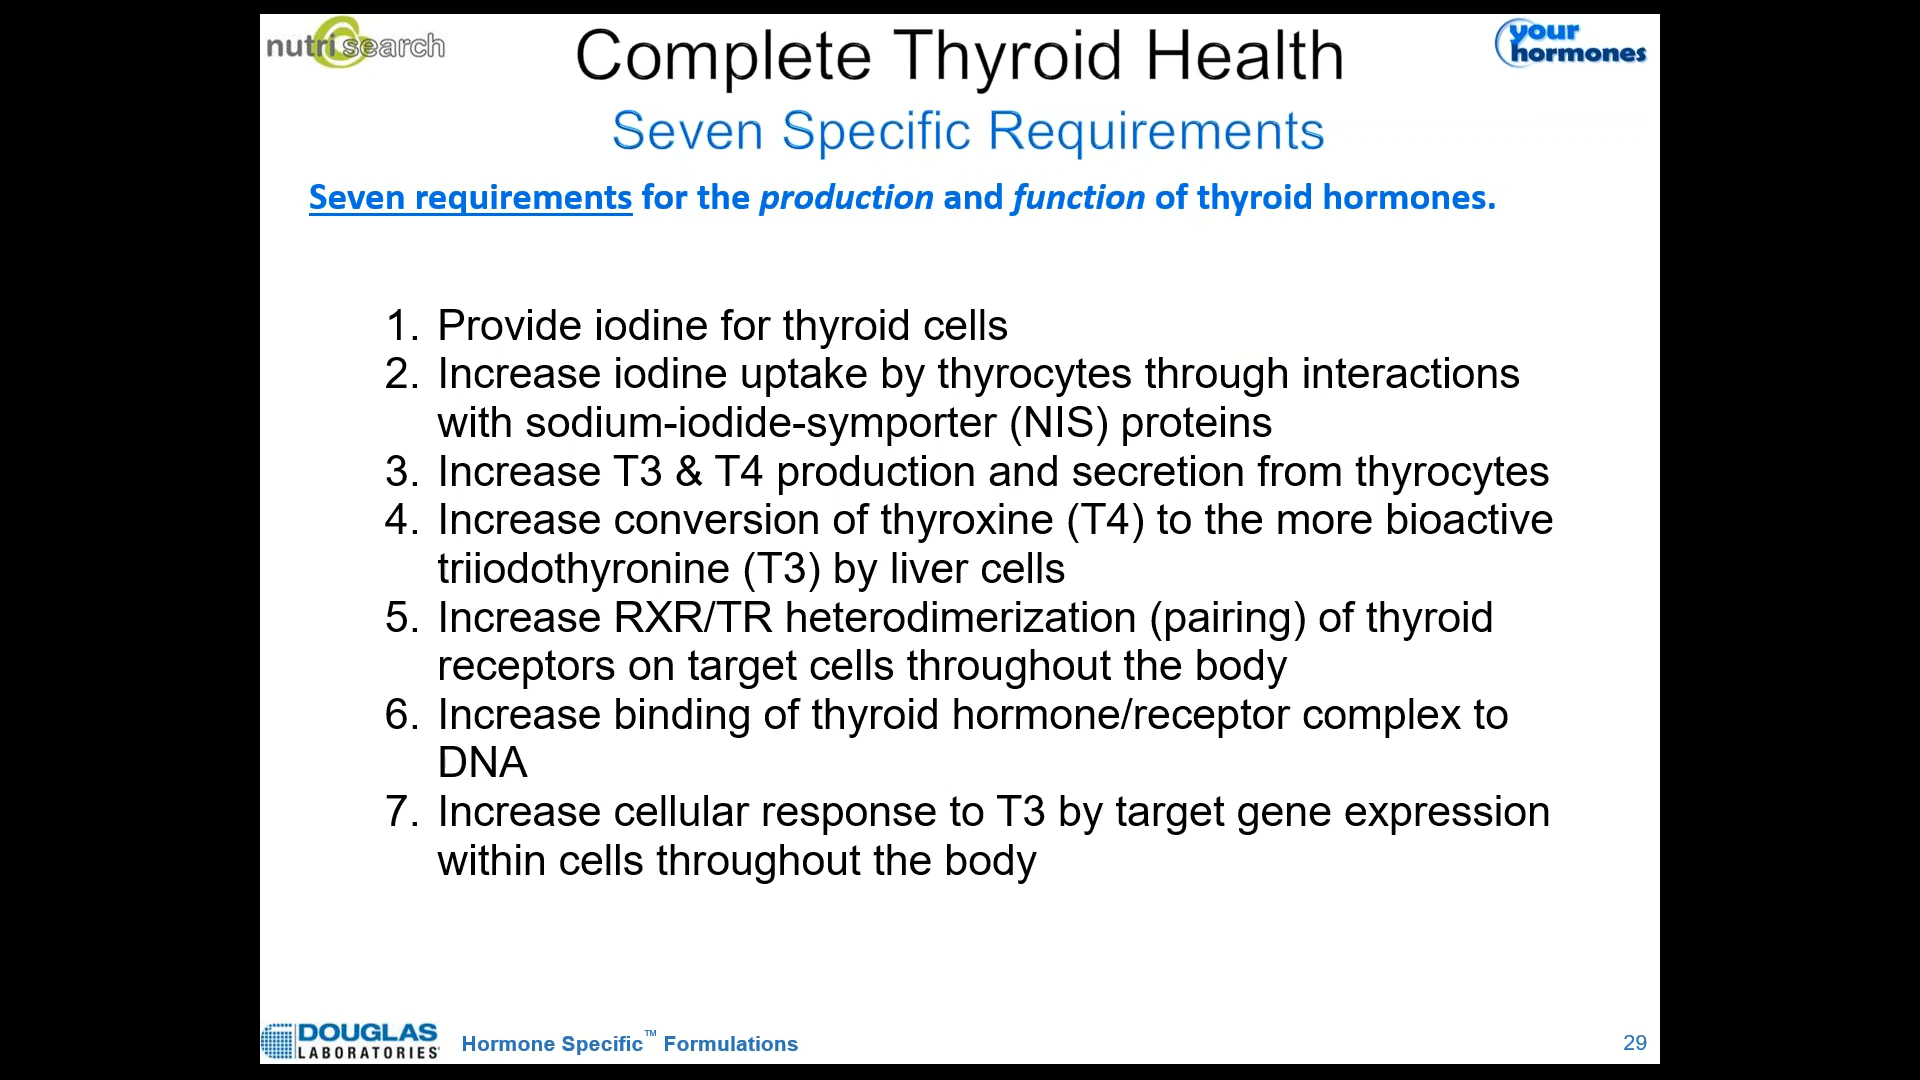 nutrisearch
Complete Thyroid Health
your
hormones
Seven Specific Requirements
Seven requirements for the production and function of thyroid hormones.
1. Provide iodine for thyroid cells
2. Increase iodine uptake by thyrocytes through interactions
with sodium-iodide-symporter (NIS) proteins
3. Increase T3 & T4 production and secretion from thyrocytes
4. Increase conversion of thyroxine (T4) to the more bioactive
triiodothyronine (T3) by liver cells
5. Increase RXR/TR heterodimerization (pairing) of thyroid
receptors on target cells throughout the body
6. Increase binding of thyroid hormone/receptor complex to
DNA
7. Increase cellular response to T3 by target gene expression
within cells throughout the body
DOUGLAS
LABORATORIES
Hormone Specific™ Formulations
29